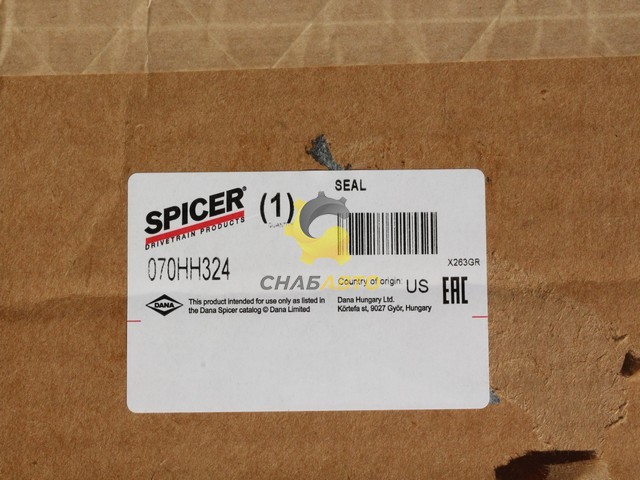 SPICER®
DRIVETRAIN PRODUCTS
(1)
SEAL
070HH324
X263GR
СНАБАВТО
Country of origin: US
EAC
DANA
This product intended for use only as listed in
the Dana Spicer catalog © Dana Limited
Dana Hungary Ltd.
Körtefa st, 9027 Győr, Hungary